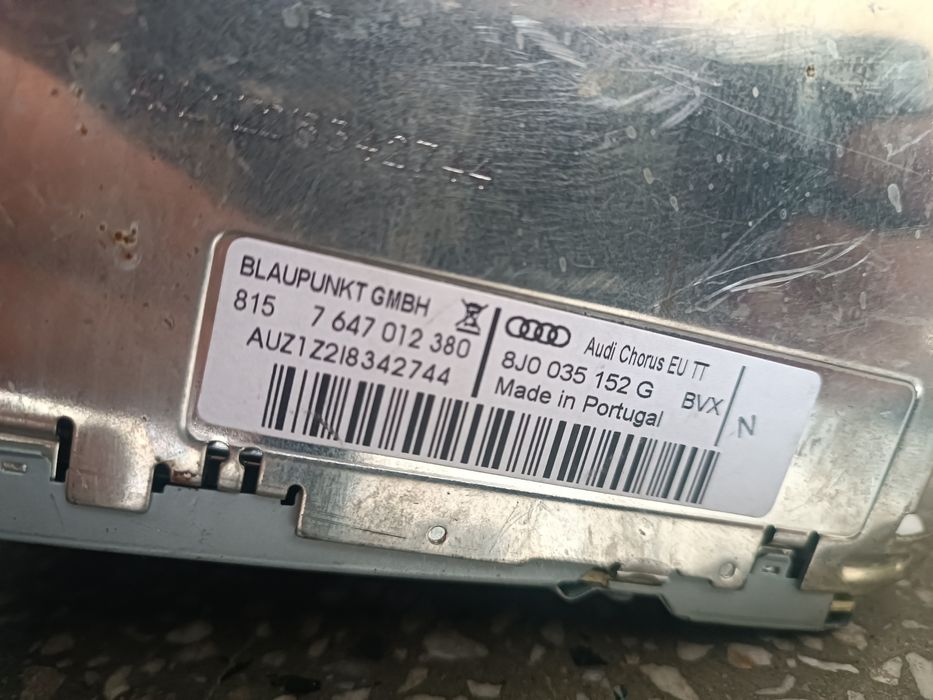 BLAUPUNKT GMBH
815 7 647 012 380
AUZ1Z2I8342744
Audi Chorus EU TT
8J0 035 152 G BVX
Made in Portugal
N